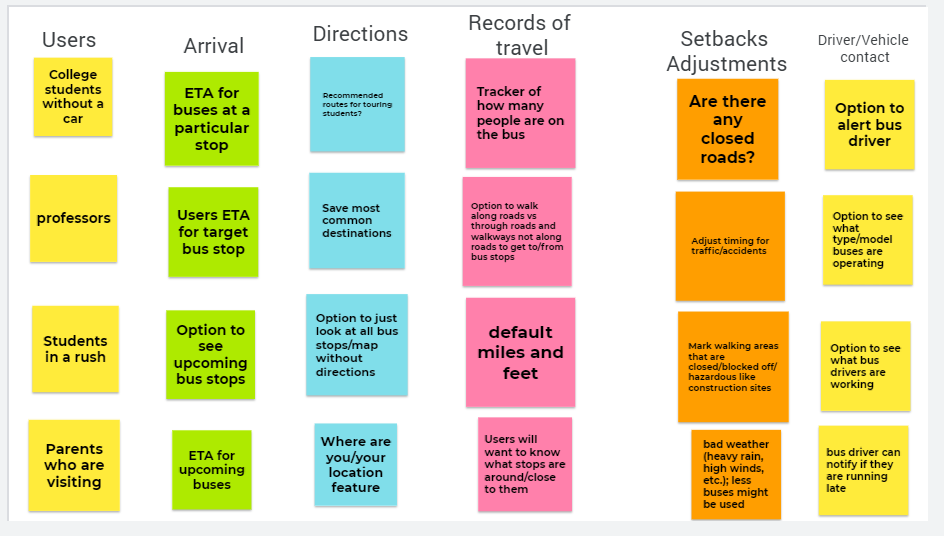 Users
College
students
without a
car
professors
Students
in a rush
Parents
who are
visiting
Arrival
ETA for
buses at a
particular
stop
Users ETA
for target
bus stop
Option to
see
upcoming
bus stops
ETA for
upcoming
buses
Directions
Recommended
routes for touring
students?
Save most
common
destinations
Option to just
look at all bus
stops/map
without
directions
Where are
you/your
location
feature
Records of
travel
Tracker of
how many
people are on
the bus
Option to walk
along roads vs
through roads and
walkways not along
roads to get to/from
bus stops
default
miles and
feet
Users will
want to know
what stops are
around/close
to them
Setbacks
Adjustments
Are there
any
closed
roads?
Adjust timing for
traffic/accidents
Mark walking areas
that are
closed/blocked off/
hazardous like
construction sites
bad weather
(heavy rain,
high winds,
etc.); less
buses might
be used
Driver/Vehicle
contact
Option to
alert bus
driver
Option to see
what
type/model
buses are
operating
Option to see
what bus
drivers are
working
bus driver can
notify if they
are running
late